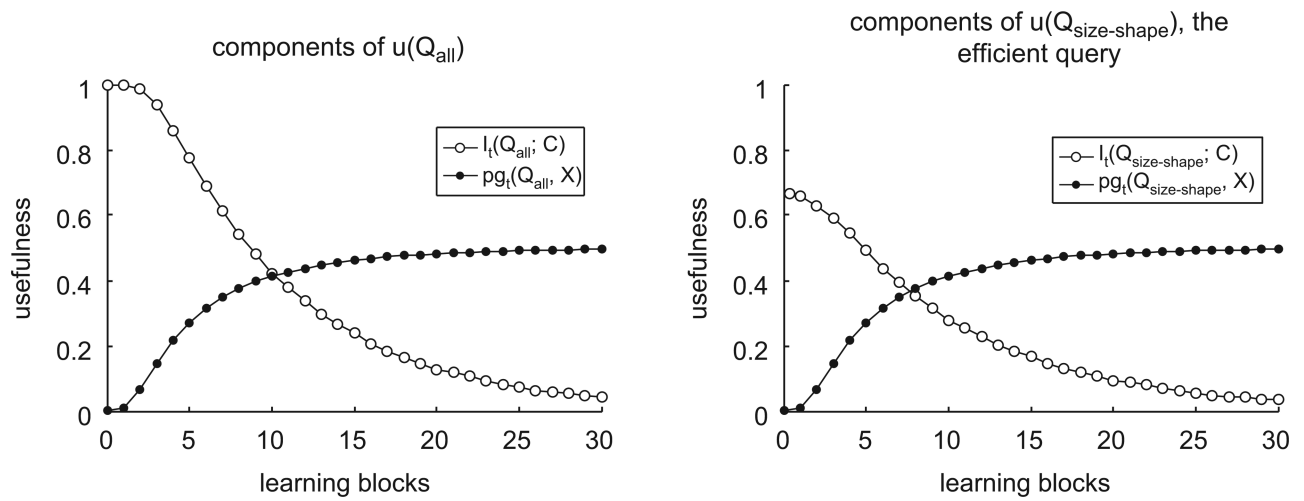 components of u(Qall)
usefulness
1
0.8
0.6
0.4
0.2
0
It(Qall; C)
pgt(Qall, X)
0 5 10 15 20 25 30
learning blocks
components of u(Qsize-shape), the
efficient query
usefulness
1
0.8
0.6
0.4
0.2
0
It(Qsize-shape; C)
pgt(Qsize-shape, X)
0 5 10 15 20 25 30
learning blocks